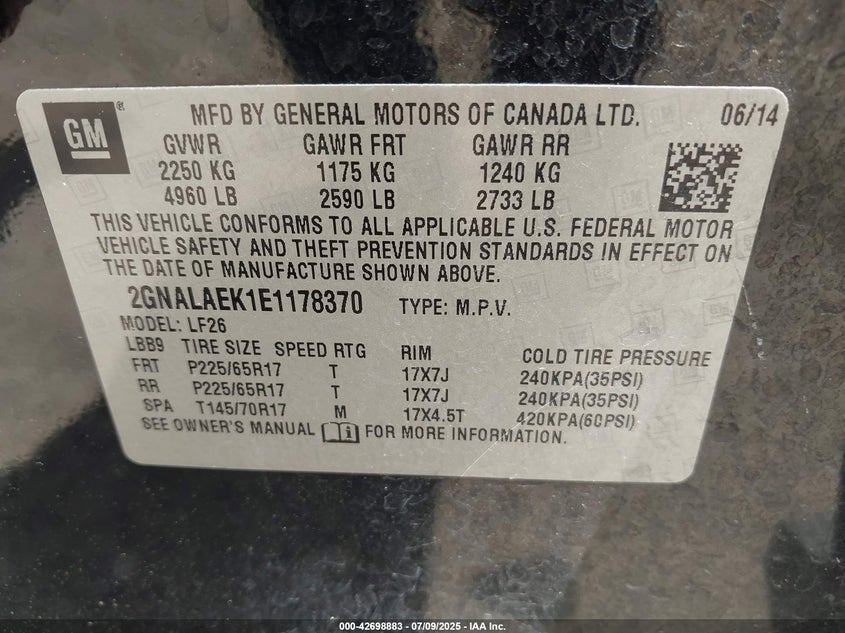 GM ®
MFD BY GENERAL MOTORS OF CANADA LTD. 06/14
GVWR GAWR FRT GAWR RR
2250 KG 1175 KG 1240 KG
4960 LB 2590 LB 2733 LB
THIS VEHICLE CONFORMS TO ALL APPLICABLE U.S. FEDERAL MOTOR
VEHICLE SAFETY AND THEFT PREVENTION STANDARDS IN EFFECT ON
THE DATE OF MANUFACTURE SHOWN ABOVE.
2GNALAEK1E1178370 TYPE: M.P.V.
MODEL: LF26
LBB9 TIRE SIZE SPEED RTG RIM COLD TIRE PRESSURE
FRT P225/65R17 T 17X7J 240KPA(35PSI)
RR P225/65R17 T 17X7J 240KPA(35PSI)
SPA T145/70R17 M 17X4.5T 420KPA(60PSI)
SEE OWNER'S MANUAL FOR MORE INFORMATION.
000-42698883 / 07/09/2025 - IAA Inc.